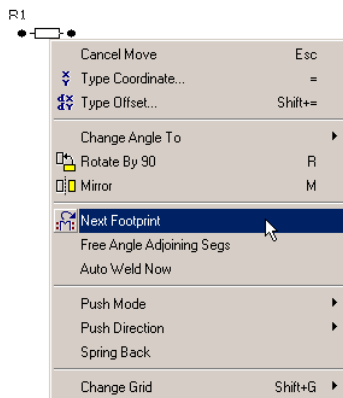 R1
Cancel Move Esc
Type Coordinate... =
Type Offset... Shift+=
Change Angle To
Rotate By 90 R
Mirror M
Next Footprint
Free Angle Adjoining Segs
Auto Weld Now
Push Mode
Push Direction
Spring Back
Change Grid Shift+G